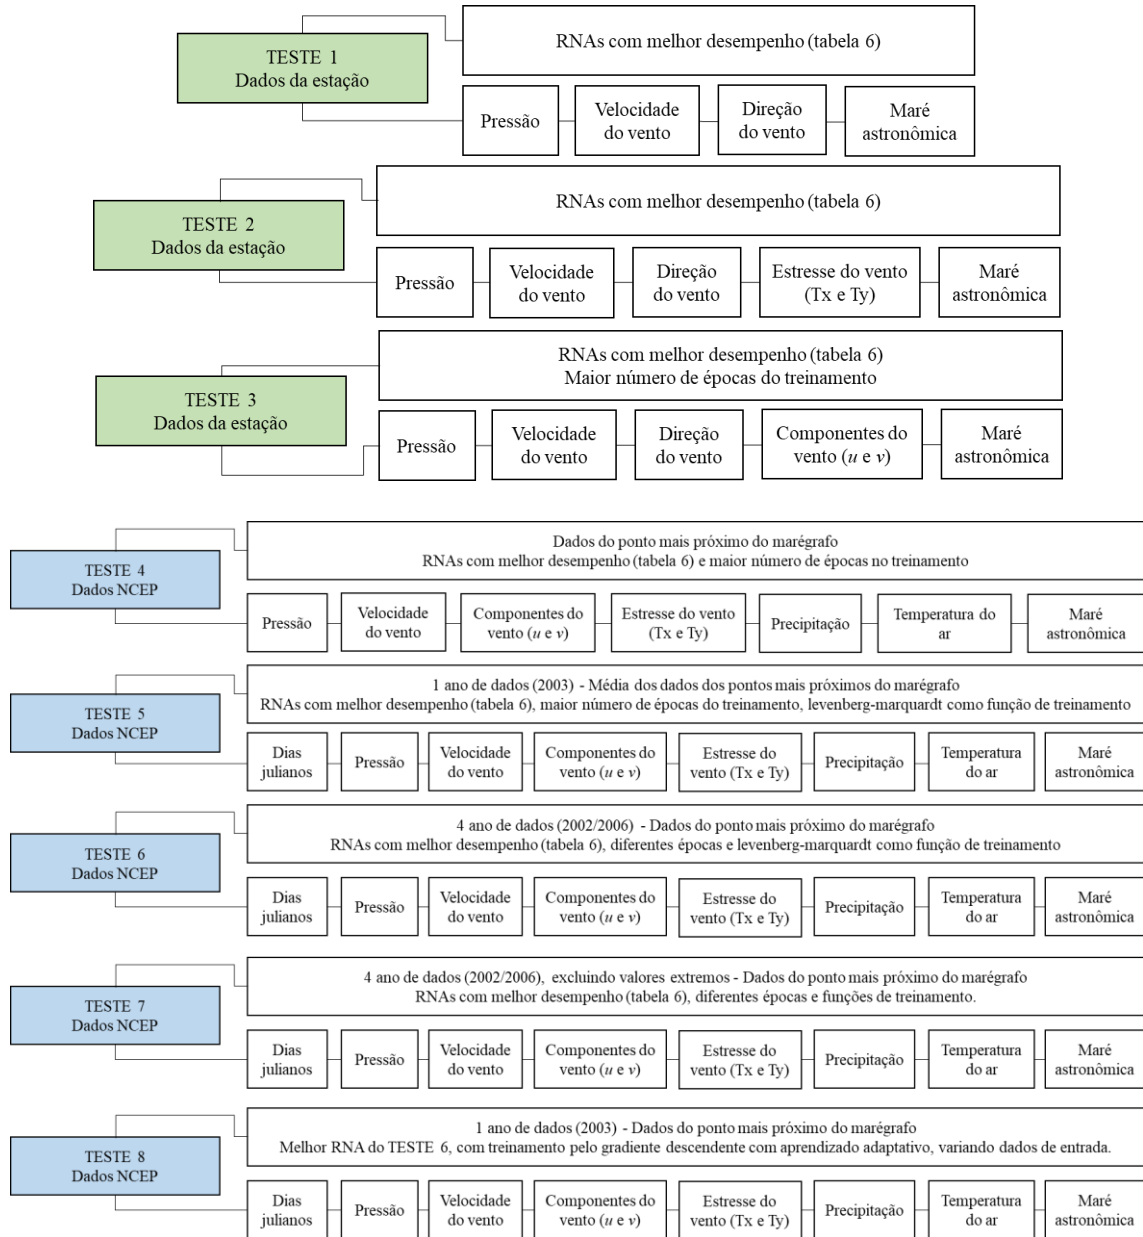 TESTE 1
Dados da estação
RNAs com melhor desempenho (tabela 6)
Pressão
Velocidade
do vento
Direção
do vento
Maré
astronômica
TESTE 2
Dados da estação
RNAs com melhor desempenho (tabela 6)
Pressão
Velocidade
do vento
Direção
do vento
Estresse do vento
(Tx e Ty)
Maré
astronômica
TESTE 3
Dados da estação
RNAs com melhor desempenho (tabela 6)
Maior número de épocas do treinamento
Pressão
Velocidade
do vento
Direção
do vento
Componentes do
vento (u e v)
Maré
astronômica
TESTE 4
Dados NCEP
Dados do ponto mais próximo do marégrafo
RNAs com melhor desempenho (tabela 6) e maior número de épocas no treinamento
Pressão
Velocidade
do vento
Componentes do
vento (u e v)
Estresse do vento
(Tx e Ty)
Precipitação
Temperatura do
ar
Maré
astronômica
TESTE 5
Dados NCEP
1 ano de dados (2003) - Média dos dados dos pontos mais próximos do marégrafo
RNAs com melhor desempenho (tabela 6), maior número de épocas do treinamento, levenberg-marquardt como função de treinamento
Dias
julianos
Pressão
Velocidade
do vento
Componentes do
vento (u e v)
Estresse do
vento (Tx e Ty)
Precipitação
Temperatura
do ar
Maré
astronômica
TESTE 6
Dados NCEP
4 ano de dados (2002/2006) - Dados do ponto mais próximo do marégrafo
RNAs com melhor desempenho (tabela 6), diferentes épocas e levenberg-marquardt como função de treinamento
Dias
julianos
Pressão
Velocidade
do vento
Componentes do
vento (u e v)
Estresse do
vento (Tx e Ty)
Precipitação
Temperatura
do ar
Maré
astronômica
TESTE 7
Dados NCEP
4 ano de dados (2002/2006), excluindo valores extremos - Dados do ponto mais próximo do marégrafo
RNAs com melhor desempenho (tabela 6), diferentes épocas e funções de treinamento.
Dias
julianos
Pressão
Velocidade
do vento
Componentes do
vento (u e v)
Estresse do
vento (Tx e Ty)
Precipitação
Temperatura
do ar
Maré
astronômica
TESTE 8
Dados NCEP
1 ano de dados (2003) - Dados do ponto mais próximo do marégrafo
Melhor RNA do TESTE 6, com treinamento pelo gradiente descendente com aprendizado adaptativo, variando dados de entrada.
Dias
julianos
Pressão
Velocidade
do vento
Componentes do
vento (u e v)
Estresse do
vento (Tx e Ty)
Precipitação
Temperatura
do ar
Maré
astronômica